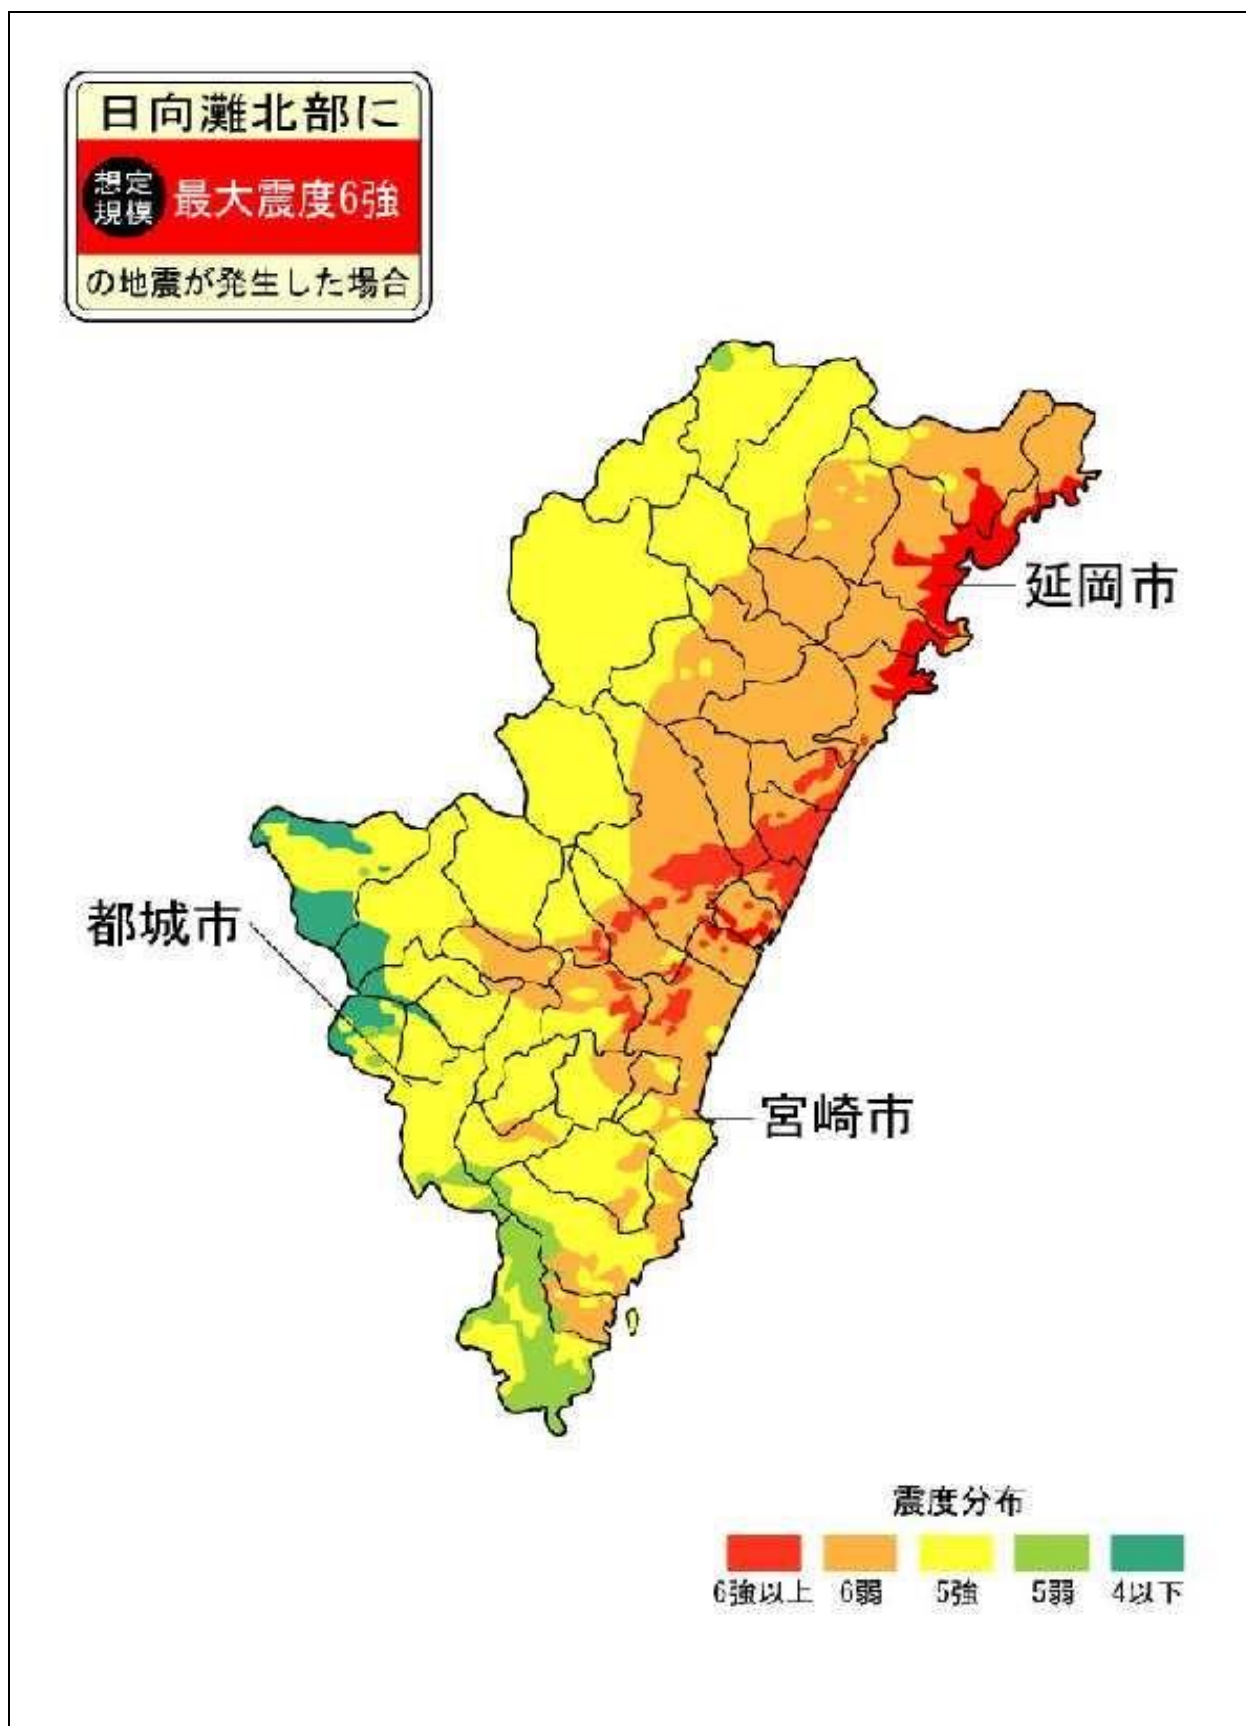 日向灘北部に
想定
規模
最大震度6強
の地震が発生した場合
延岡市
都城市
宮崎市
震度分布
6強以上 6弱 5強 5弱 4以下